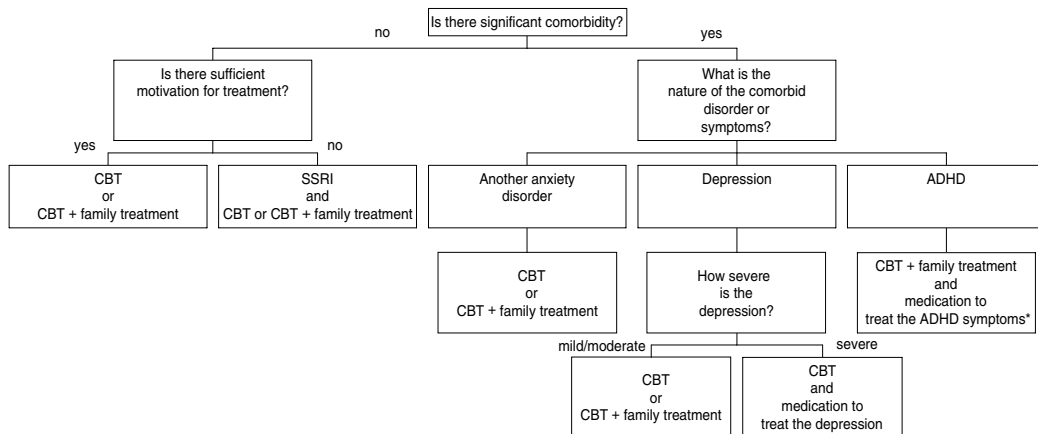 Is there significant comorbidity?
no
yes
Is there sufficient
motivation for treatment?
What is the
nature of the comorbid
disorder or
symptoms?
yes
no
CBT
or
CBT + family treatment
SSRI
and
CBT or CBT + family treatment
Another anxiety
disorder
Depression
ADHD
CBT
or
CBT + family treatment
How severe
is the
depression?
CBT + family treatment
and
medication to
treat the ADHD symptoms*
mild/moderate
severe
CBT
or
CBT + family treatment
CBT
and
medication to
treat the depression